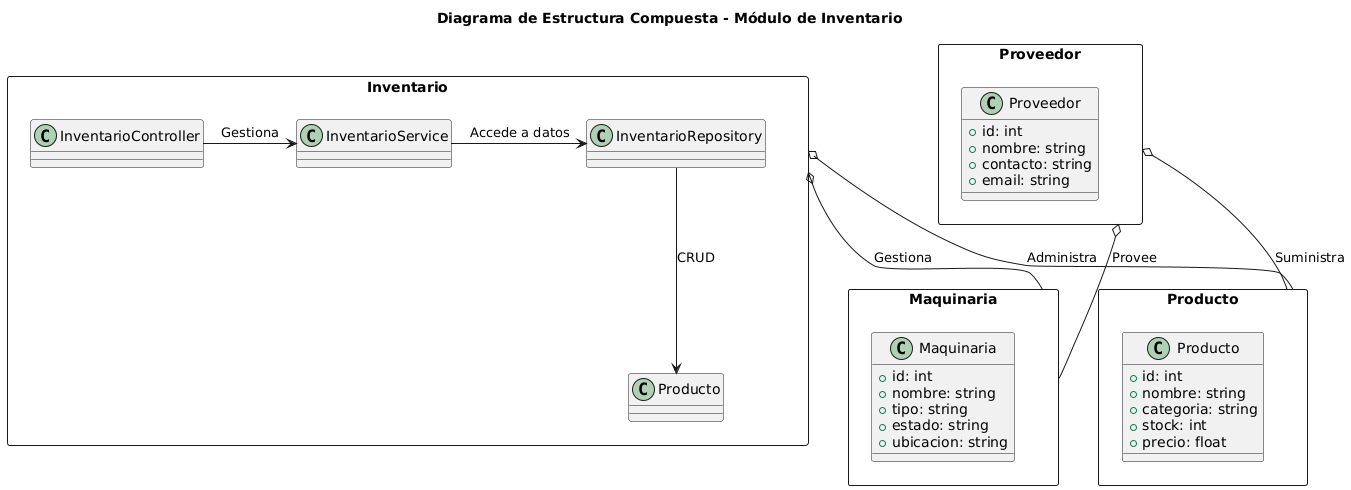 Diagrama de Estructura Compuesta - Módulo de Inventario
Inventario
C InventarioController
Gestiona
C InventarioService
Accede a datos
C InventarioRepository
CRUD
C Producto
Proveedor
C Proveedor
id: int
nombre: string
contacto: string
email: string
Gestiona
Administra
Provee
Suministra
Maquinaria
C Maquinaria
id: int
nombre: string
tipo: string
estado: string
ubicacion: string
Producto
C Producto
id: int
nombre: string
categoria: string
stock: int
precio: float